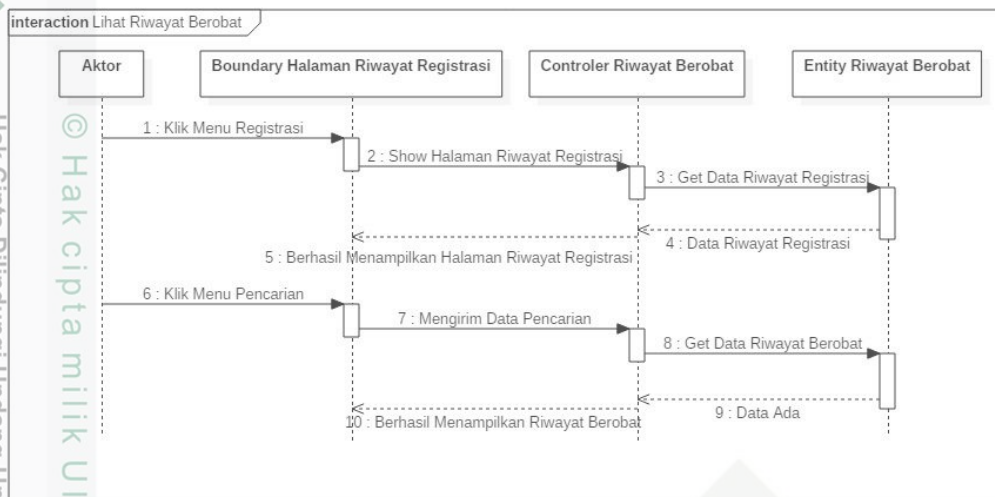 interaction Lihat Riwayat Berobat
Aktor
Boundary Halaman Riwayat Registrasi
Controler Riwayat Berobat
Entity Riwayat Berobat
1 : Klik Menu Registrasi
2 : Show Halaman Riwayat Registrasi
3 : Get Data Riwayat Registrasi
4 : Data Riwayat Registrasi
5 : Berhasil Menampilkan Halaman Riwayat Registrasi
6 : Klik Menu Pencarian
7 : Mengirim Data Pencarian
8 : Get Data Riwayat Berobat
9 : Data Ada
10 : Berhasil Menampilkan Riwayat Berobat
© Hak cipta milik UI